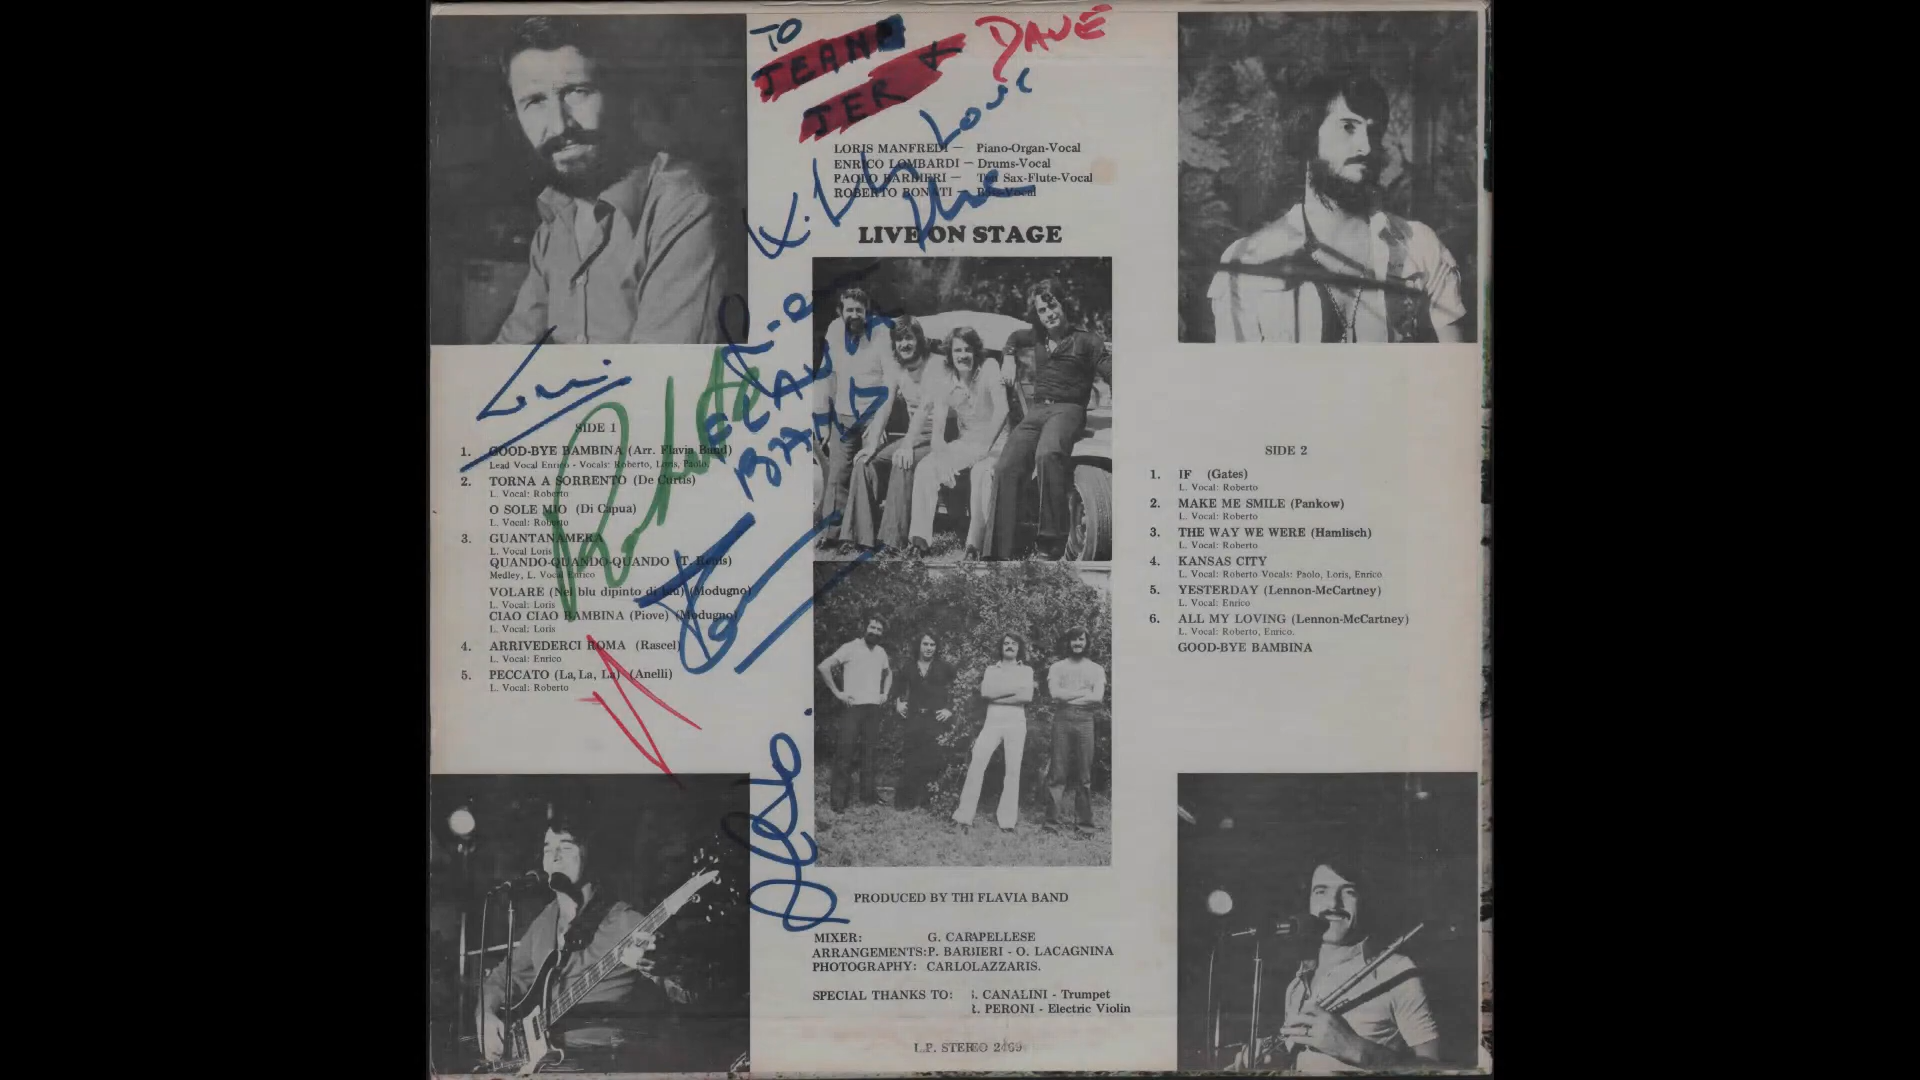 TO
JEANE
JER + DAVE
Love
LORIS MANFREDI — Piano-Organ-Vocal
ENRICO LOMBARDI — Drums-Vocal
PAOLO BARBIERI — Ten Sax-Flute-Vocal
ROBERTO BONATI — Bass-Vocal
LIVE ON STAGE
FLAVIA
BAND
Loris
Roberto
SIDE 1
1. GOOD-BYE BAMBINA (Arr. Flavia Band)
Lead Vocal Enrico - Vocals: Roberto, Loris, Paolo.
2. TORNA A SORRENTO (De Curtis)
L. Vocal: Roberto
O SOLE MIO (Di Capua)
L. Vocal: Roberto
3. GUANTANAMERA
L. Vocal Loris
QUANDO-QUANDO-QUANDO (T. Renis)
Medley, L. Vocal Enrico
VOLARE (Nel blu dipinto di blu) (Modugno)
L. Vocal: Loris
CIAO CIAO BAMBINA (Piove) (Modugno)
L. Vocal: Loris
4. ARRIVEDERCI ROMA (Rascel)
L. Vocal: Enrico
5. PECCATO (La, La, La) (Anelli)
L. Vocal: Roberto
SIDE 2
1. IF (Gates)
L. Vocal: Roberto
2. MAKE ME SMILE (Pankow)
L. Vocal: Roberto
3. THE WAY WE WERE (Hamlisch)
L. Vocal: Roberto
4. KANSAS CITY
L. Vocal: Roberto Vocals: Paolo, Loris, Enrico
5. YESTERDAY (Lennon-McCartney)
L. Vocal: Enrico
6. ALL MY LOVING (Lennon-McCartney)
L. Vocal: Roberto, Enrico.
GOOD-BYE BAMBINA
PRODUCED BY THI FLAVIA BAND
MIXER: G. CARAPELLESE
ARRANGEMENTS: P. BARBIERI - O. LACAGNINA
PHOTOGRAPHY: CARLOLAZZARIS.
SPECIAL THANKS TO: CANALINI - Trumpet
R. PERONI - Electric Violin
L.P. STEREO 2469